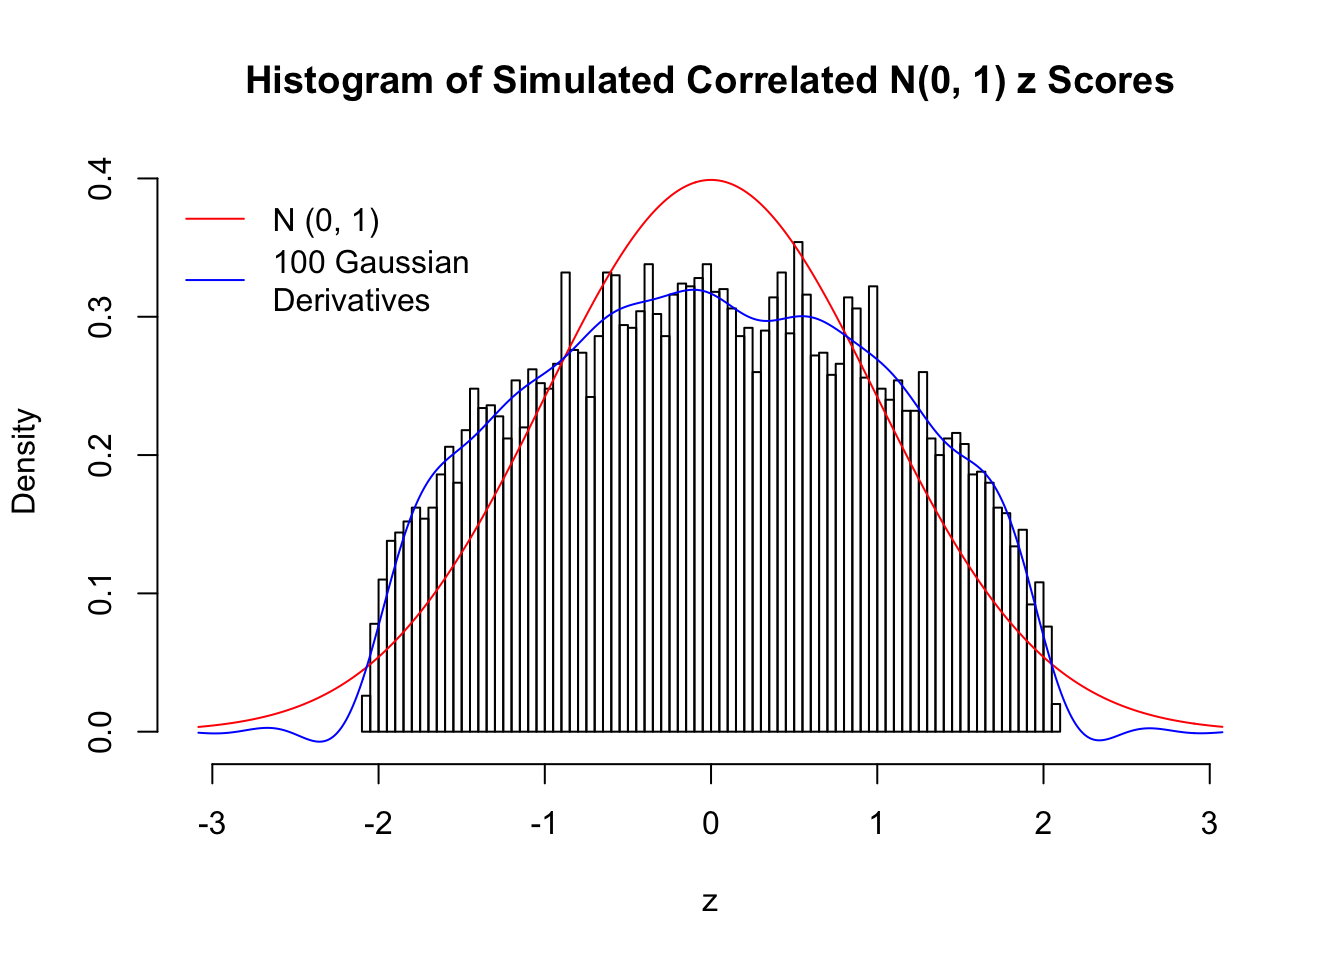 Histogram of Simulated Correlated N(0, 1) z Scores
N (0, 1)
100 Gaussian
Derivatives
Density
0.4
0.3
0.2
0.1
0.0
-3 -2 -1 0 1 2 3
z